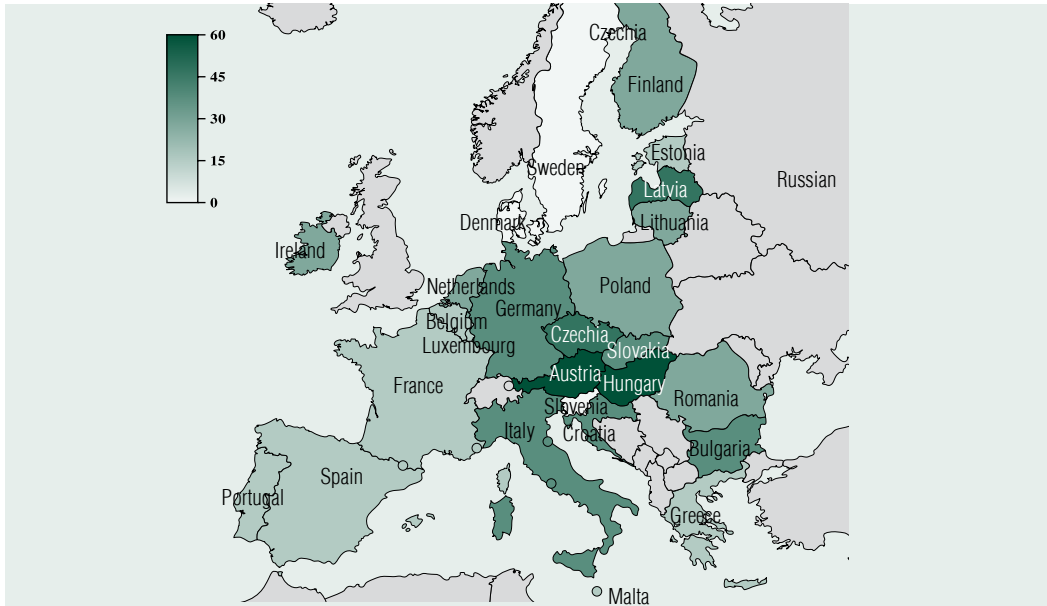 60
45
30
15
0
Czechia
Finland
Estonia
Sweden
Latvia
Russian
Denmark
Lithuania
Ireland
Netherlands
Poland
Germany
Belgium
Czechia
Luxembourg
Slovakia
Austria
France
Hungary
Romania
Slovenia
Italy
Croatia
Bulgaria
Spain
Portugal
Greece
Malta